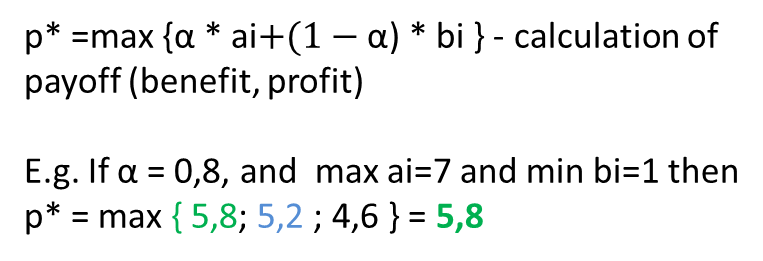 p* =max {α * ai+(1 − α) * bi } - calculation of
payoff (benefit, profit)
E.g. If α = 0,8, and  max ai=7 and min bi=1 then
p* = max { 5,8; 5,2 ; 4,6 } = 5,8